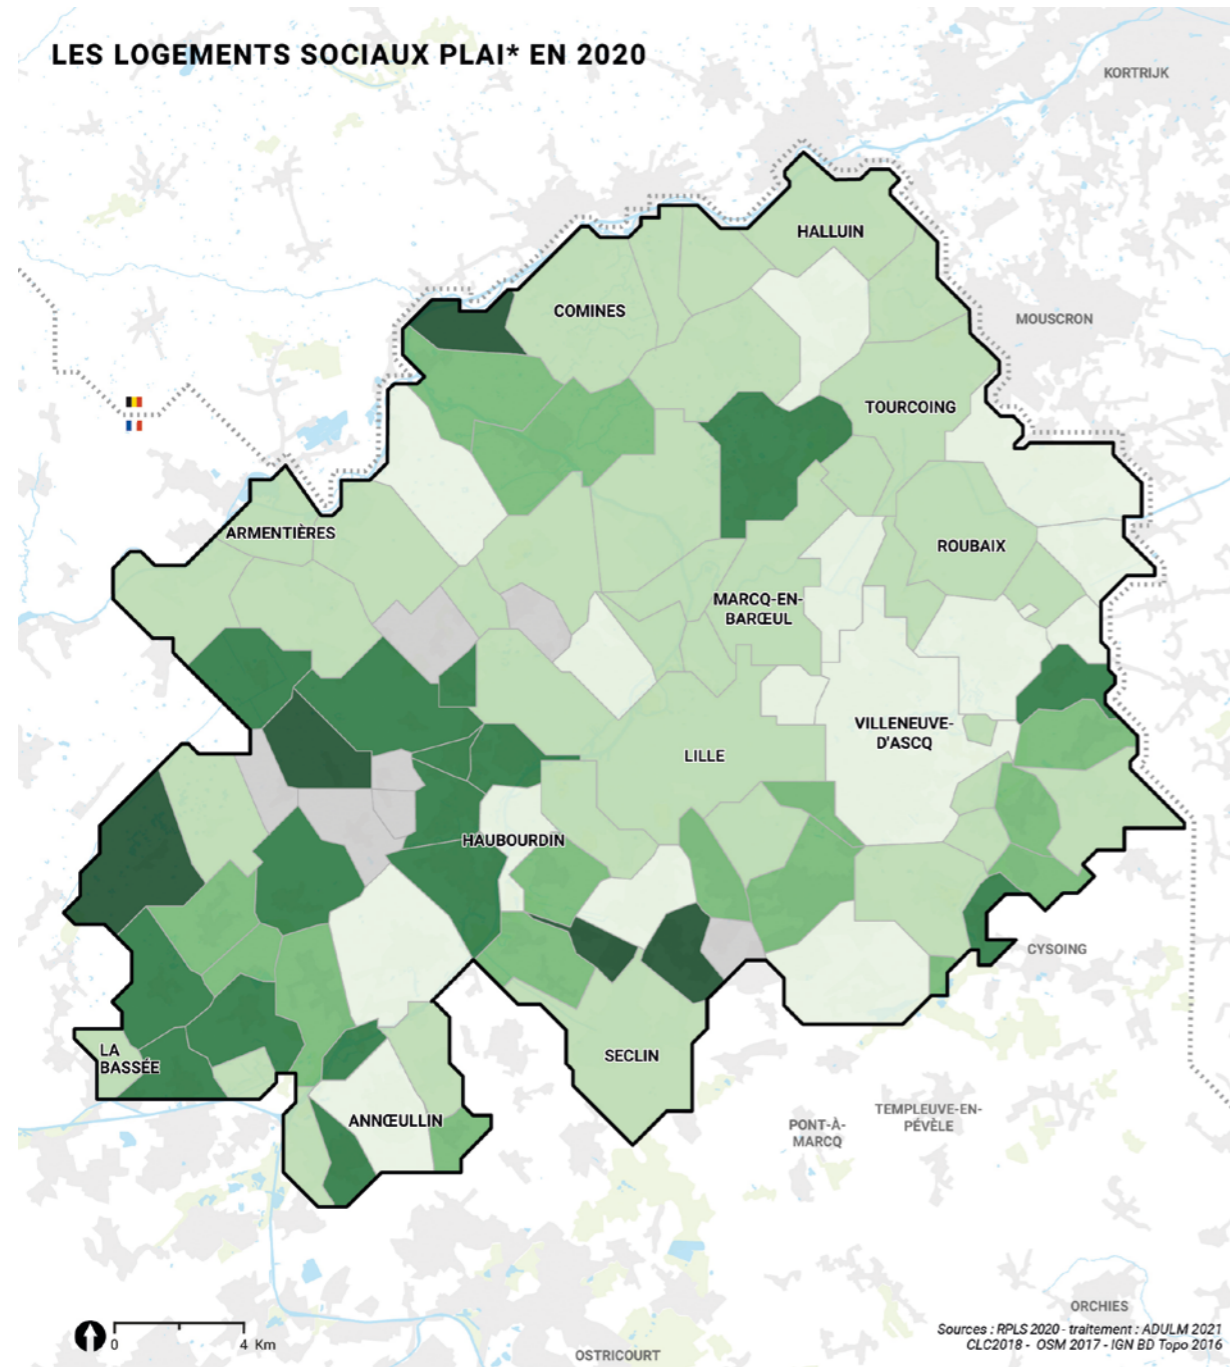 LES LOGEMENTS SOCIAUX PLAI* EN 2020
KORTRIJK
HALLUIN
COMINES
MOUSCRON
TOURCOING
ARMENTIÈRES
ROUBAIX
MARCQ-EN-
BARŒUL
VILLENEUVE-
D'ASCQ
LILLE
HAUBOURDIN
CYSOING
LA
BASSÉE
SECLIN
ANNŒULLIN
TEMPLEUVE-EN-
PÉVÈLE
PONT-À-
MARCQ
ORCHIES
0 4 Km
Sources : RPLS 2020 - traitement : ADULM 2021
CLC2018 - OSM 2017 - IGN BD Topo 2016
OSTRICOURT